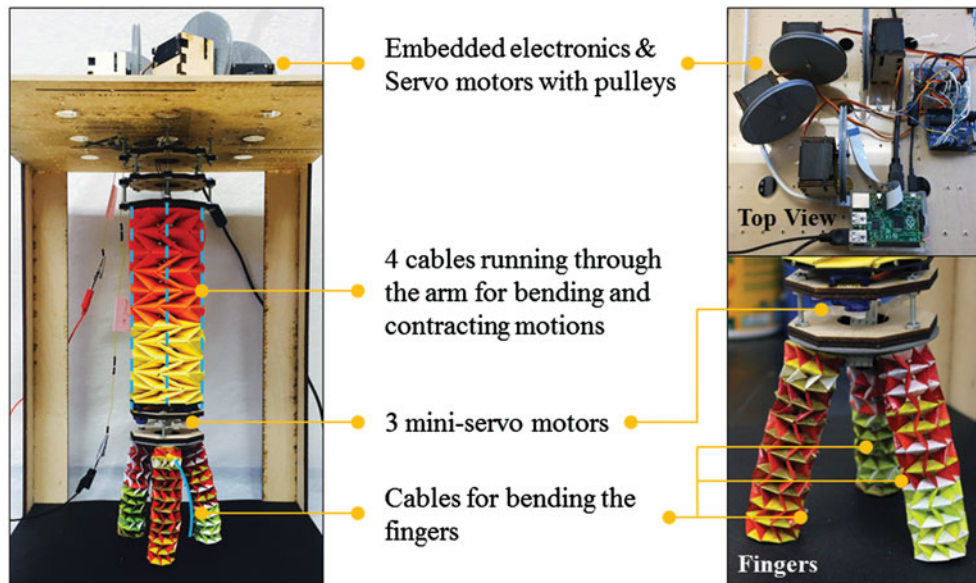 Embedded electronics &
Servo motors with pulleys
Top View
4 cables running through
the arm for bending and
contracting motions
3 mini-servo motors
Cables for bending the
fingers
Fingers